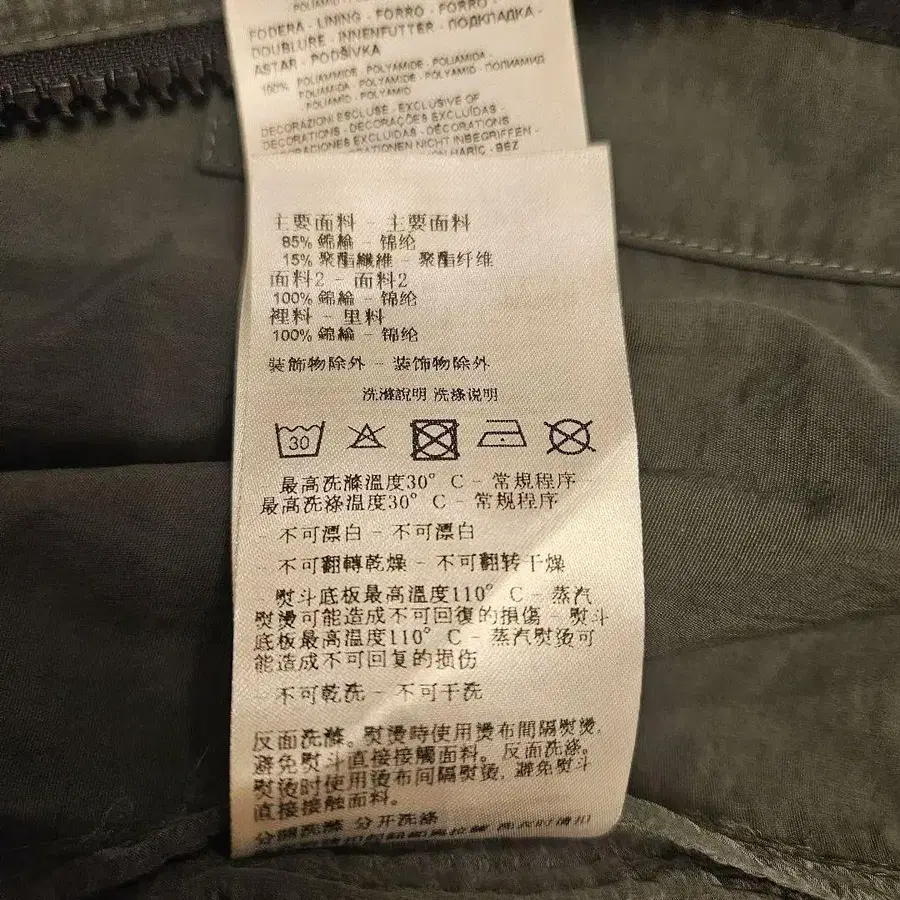 FODERA - LINING - FORRO - FORRO -
DOUBLURE - INNENFUTTER - ПОДКЛАДКА -
ASTAR - PODŠÍVKA
100% POLIAMMIDE - POLYAMIDE - POLIAMIDA -
POLIAMIDA - POLYAMIDE - POLYAMID - ПОЛИАМИД
- POLIAMID - POLYAMID
DECORAZIONI ESCLUSE - EXCLUSIVE OF
DECORATIONS - DECORAÇÕES EXCLUÍDAS -
DECORACIONES EXCLUIDAS - DÉCORATIONS
NICHT INBEGRIFFEN -
HARİÇ - BEZ
主要面料 - 主要面料
85% 錦綸 - 锦纶
15% 聚酯纖維 - 聚酯纤维
面料2 - 面料2
100% 錦綸 - 锦纶
裡料 - 里料
100% 錦綸 - 锦纶
裝飾物除外 - 装饰物除外
洗滌說明 洗涤说明
30
最高洗滌溫度30° C - 常規程序 -
最高洗涤温度30° C - 常规程序
- 不可漂白 - 不可漂白
不可翻轉乾燥 - 不可翻转干燥
- 熨斗底板最高溫度110° C - 蒸汽
熨燙可能造成不可回復的損傷 - 熨斗
底板最高温度110° C - 蒸汽熨烫可
能造成不可回复的损伤
- 不可乾洗 - 不可干洗
反面洗滌。熨燙時使用燙布間隔熨燙,
避免熨斗直接接觸面料。反面洗涤。
熨烫时使用烫布间隔熨烫, 避免熨斗
直接接触面料。
分開洗滌 分开洗涤
洗衣时请扣